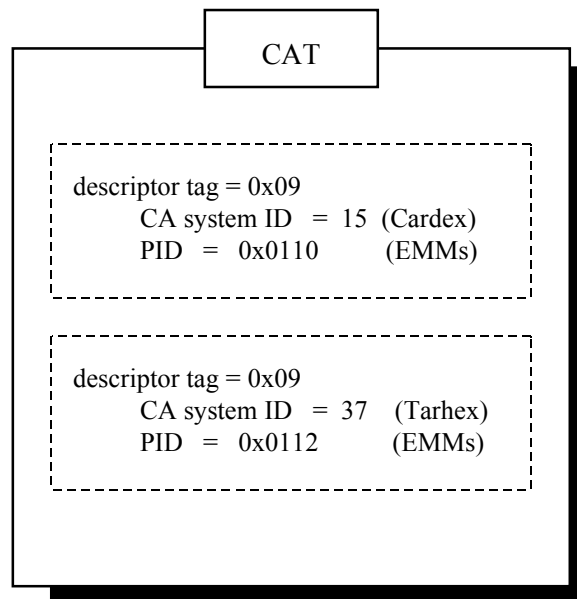 CAT
descriptor tag = 0x09
CA system ID = 15 (Cardex)
PID = 0x0110 (EMMs)
descriptor tag = 0x09
CA system ID = 37 (Tarhex)
PID = 0x0112 (EMMs)